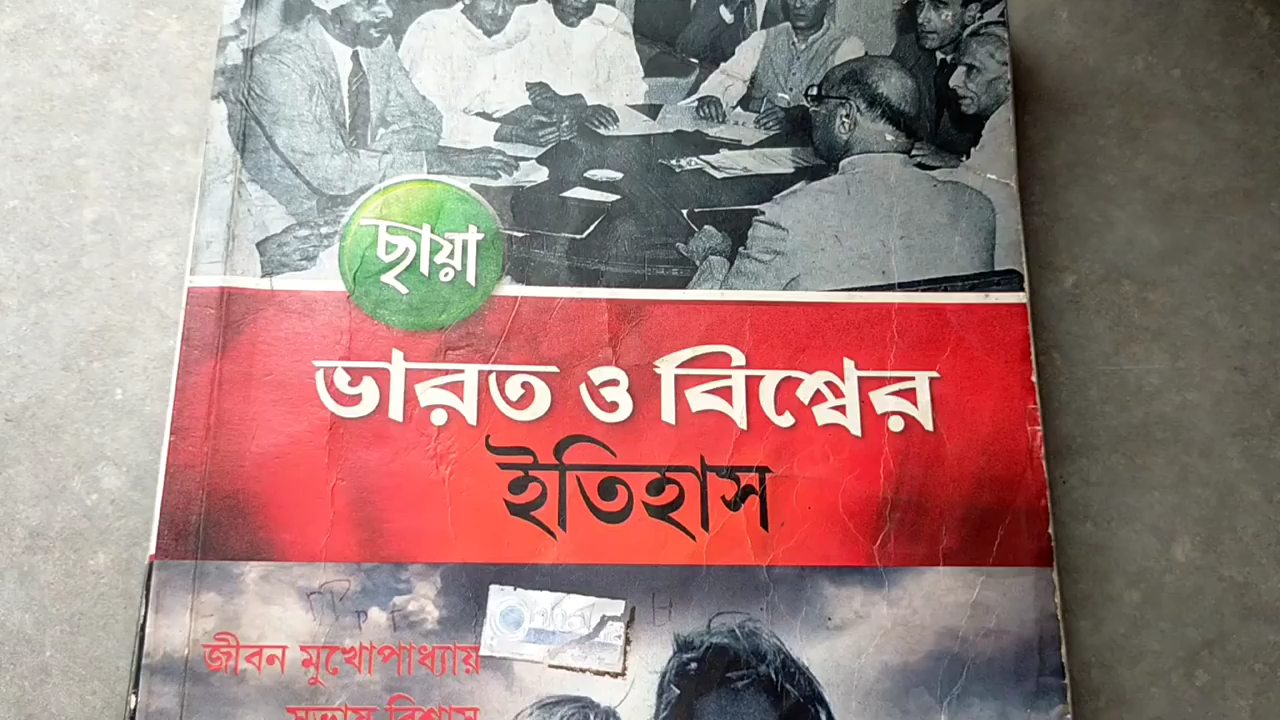 ছায়া
ভারত ও বিশ্বের
ইতিহাস
জীবন মুখোপাধ্যায়
সুভাষ বিশ্বাস